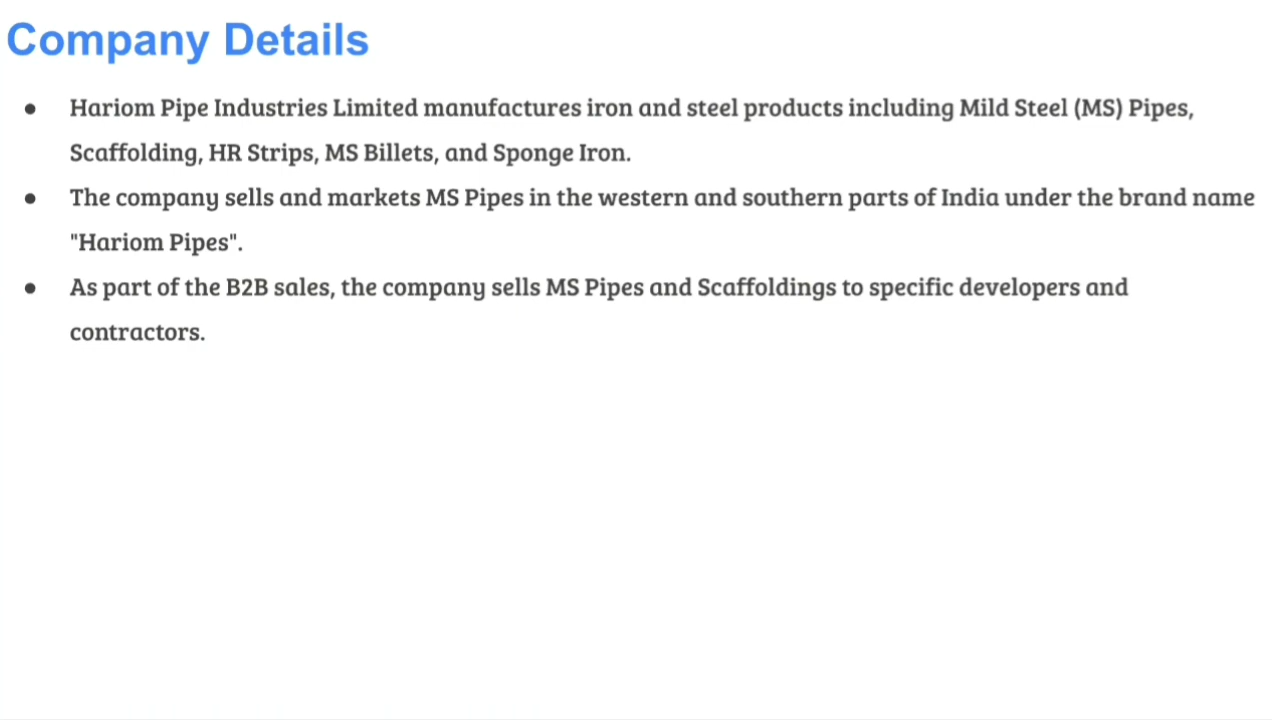 Company Details
● Hariom Pipe Industries Limited manufactures iron and steel products including Mild Steel (MS) Pipes,
Scaffolding, HR Strips, MS Billets, and Sponge Iron.
● The company sells and markets MS Pipes in the western and southern parts of India under the brand name
"Hariom Pipes".
● As part of the B2B sales, the company sells MS Pipes and Scaffoldings to specific developers and
contractors.